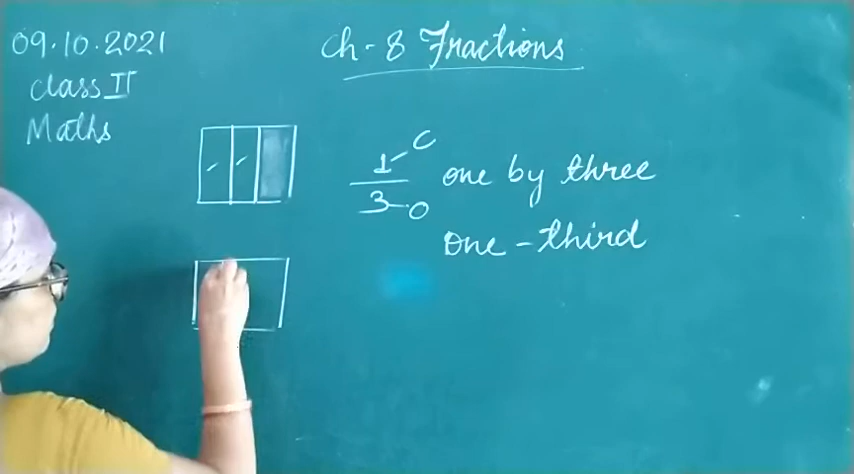 09.10.2021
Class II
Maths
Ch-8 Fractions
1 - C
3 - O
one by three
one-third